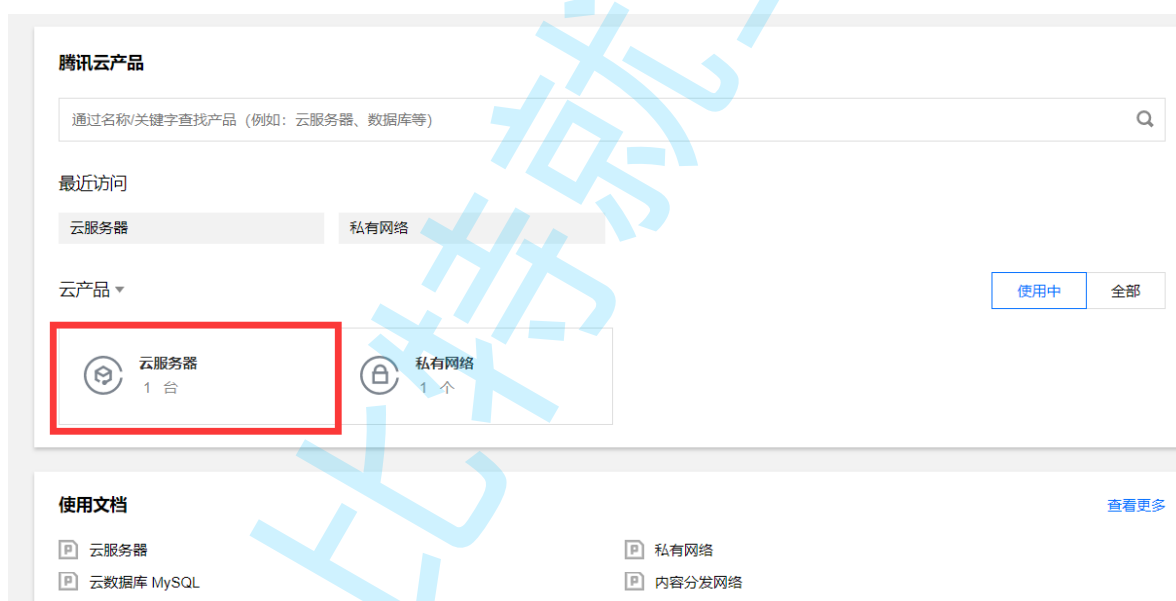 腾讯云产品
通过名称/关键字查找产品（例如：云服务器、数据库等）
最近访问
云服务器 私有网络
云产品
使用中 全部
云服务器 私有网络
1 台 1 个
使用文档 查看更多
云服务器 私有网络
云数据库 MySQL 内容分发网络
比特就